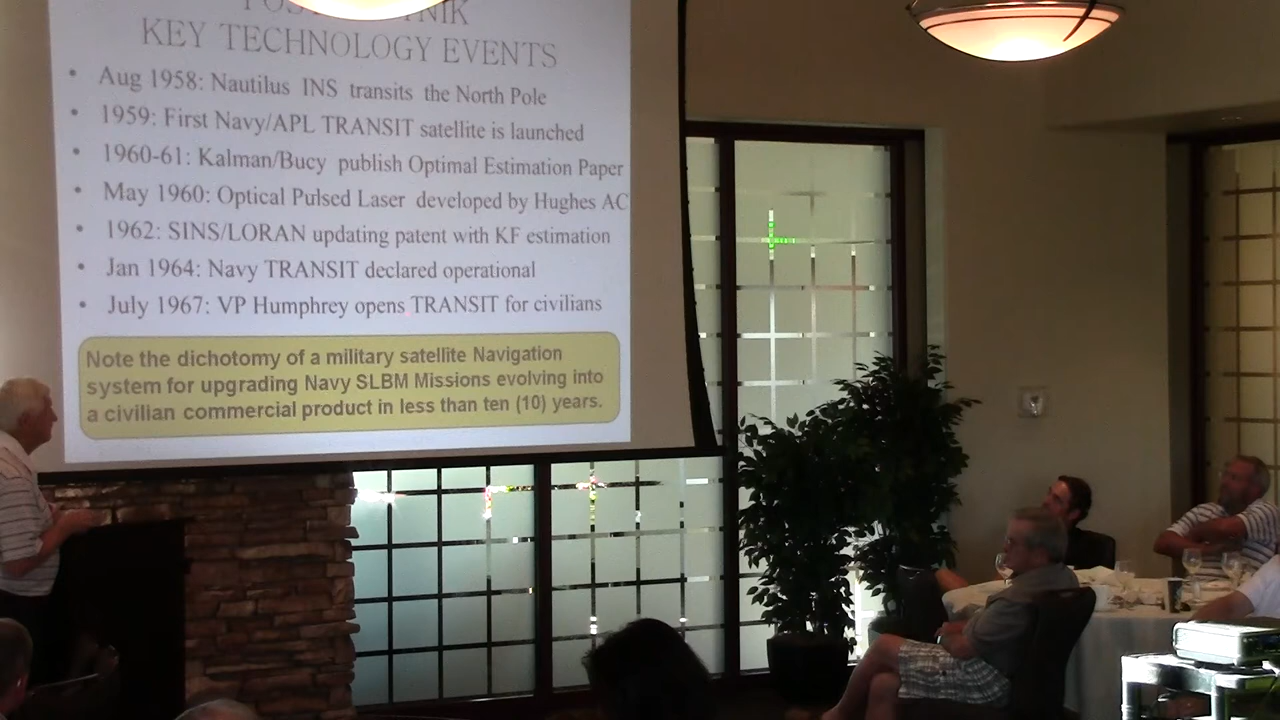 KEY TECHNOLOGY EVENTS
• Aug 1958: Nautilus INS transits the North Pole
• 1959: First Navy/APL TRANSIT satellite is launched
• 1960-61: Kalman/Bucy publish Optimal Estimation Paper
• May 1960: Optical Pulsed Laser developed by Hughes AC
• 1962: SINS/LORAN updating patent with KF estimation
• Jan 1964: Navy TRANSIT declared operational
• July 1967: VP Humphrey opens TRANSIT for civilians
Note the dichotomy of a military satellite Navigation
system for upgrading Navy SLBM Missions evolving into
a civilian commercial product in less than ten (10) years.